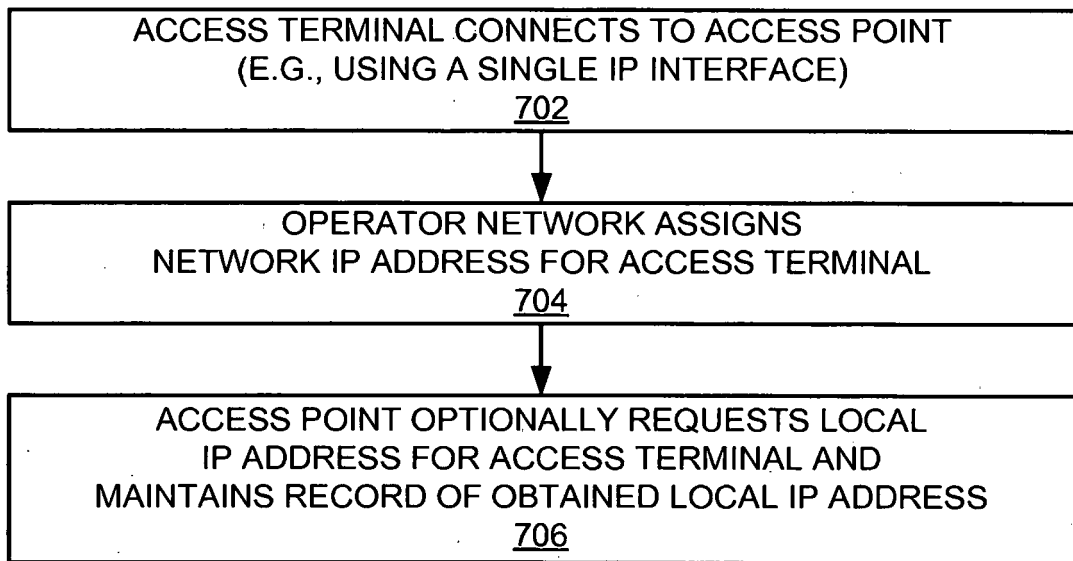 ACCESS TERMINAL CONNECTS TO ACCESS POINT
(E.G., USING A SINGLE IP INTERFACE)
702
OPERATOR NETWORK ASSIGNS
NETWORK IP ADDRESS FOR ACCESS TERMINAL
704
ACCESS POINT OPTIONALLY REQUESTS LOCAL
IP ADDRESS FOR ACCESS TERMINAL AND
MAINTAINS RECORD OF OBTAINED LOCAL IP ADDRESS
706